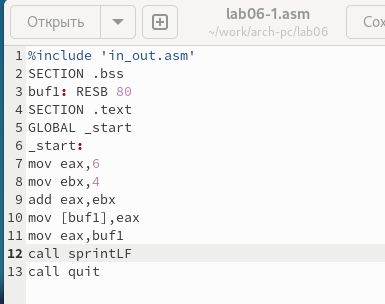 Открыть
lab06-1.asm
~/work/arch-pc/lab06
Сох
1 %include 'in_out.asm'
2 SECTION .bss
3 buf1: RESB 80
4 SECTION .text
5 GLOBAL _start
6 _start:
7 mov eax,6
8 mov ebx,4
9 add eax,ebx
10 mov [buf1],eax
11 mov eax,buf1
12 call sprintLF
13 call quit